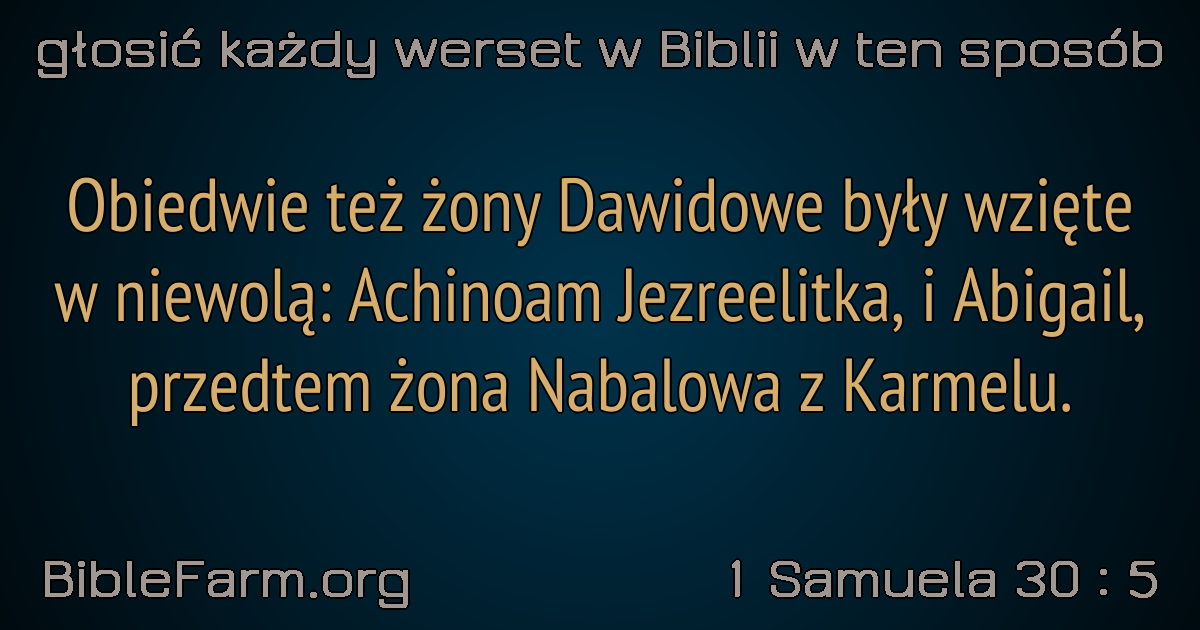 głosić każdy werset w Biblii w ten sposób
Obiedwie też żony Dawidowe były wzięte
w niewolą: Achinoam Jezreelitka, i Abigail,
przedtem żona Nabalowa z Karmelu.
BibleFarm.org
1 Samuela 30 : 5